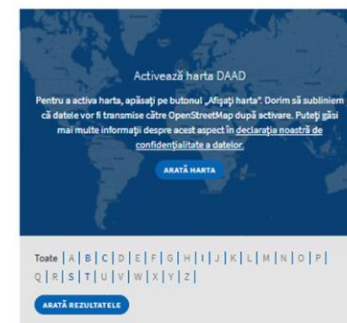 Activează harta DAAD
Pentru a activa harta, apăsați pe butonul „Afișați harta”. Dorim să subliniem
că datele vor fi transmise către OpenStreetMap după activare. Puteți găsi
mai multe informații despre acest aspect în declarația noastră de
confidențialitate a datelor.
ARATĂ HARTA
Toate | A | B | C | D | E | F | G | H | I | J | K | L | M | N | O | P |
Q | R | S | T | U | V | W | X | Y | Z |
ARATĂ REZULTATELE